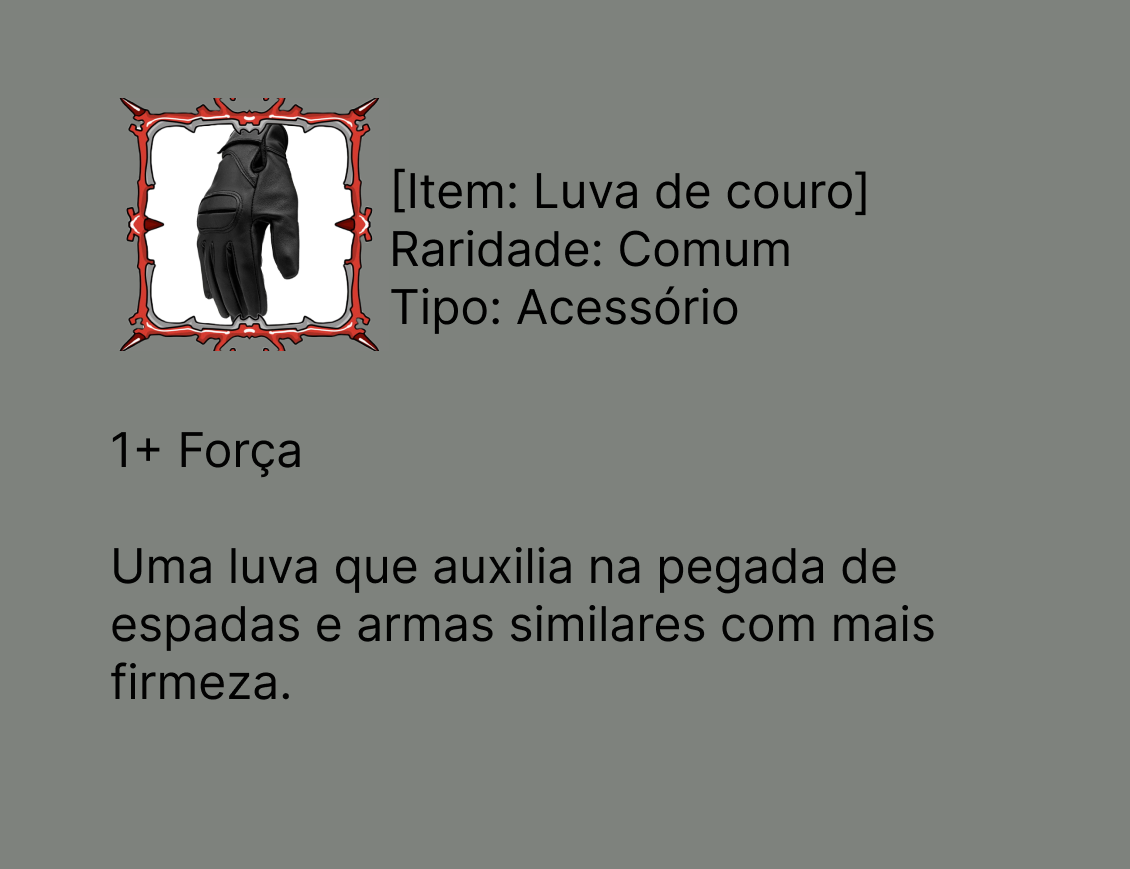 [Item: Luva de couro]
Raridade: Comum
Tipo: Acessório
1+ Força
Uma luva que auxilia na pegada de
espadas e armas similares com mais
firmeza.